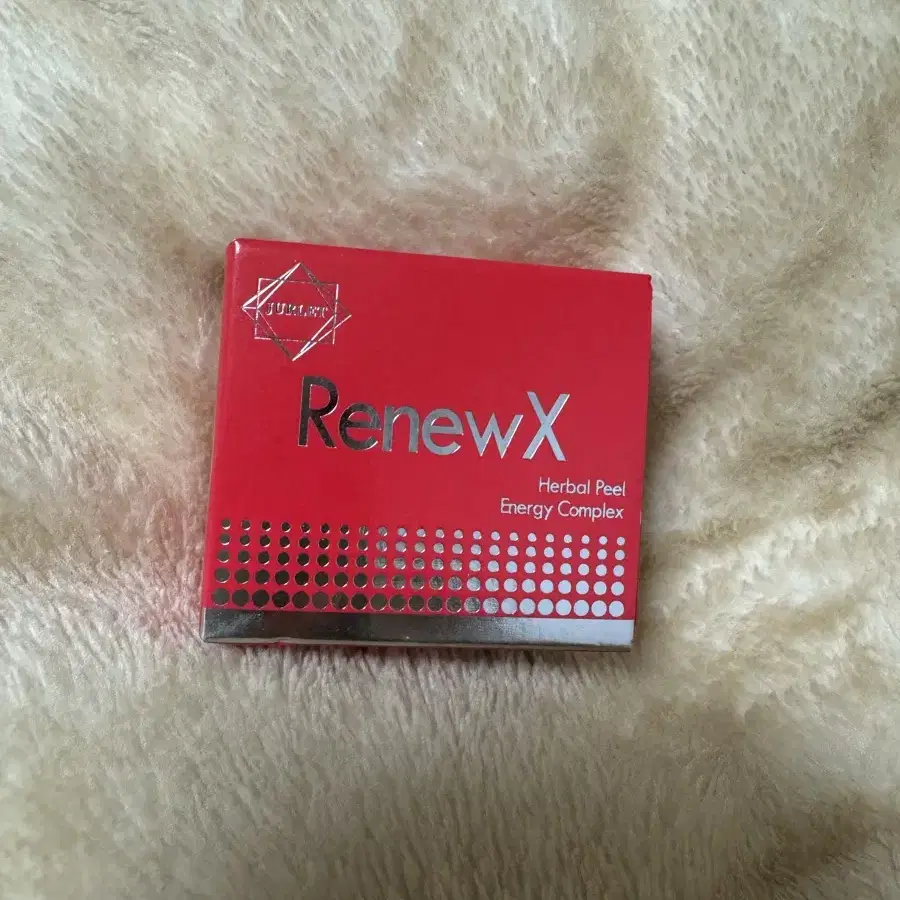 JURLET
RenewX
Herbal Peel
Energy Complex